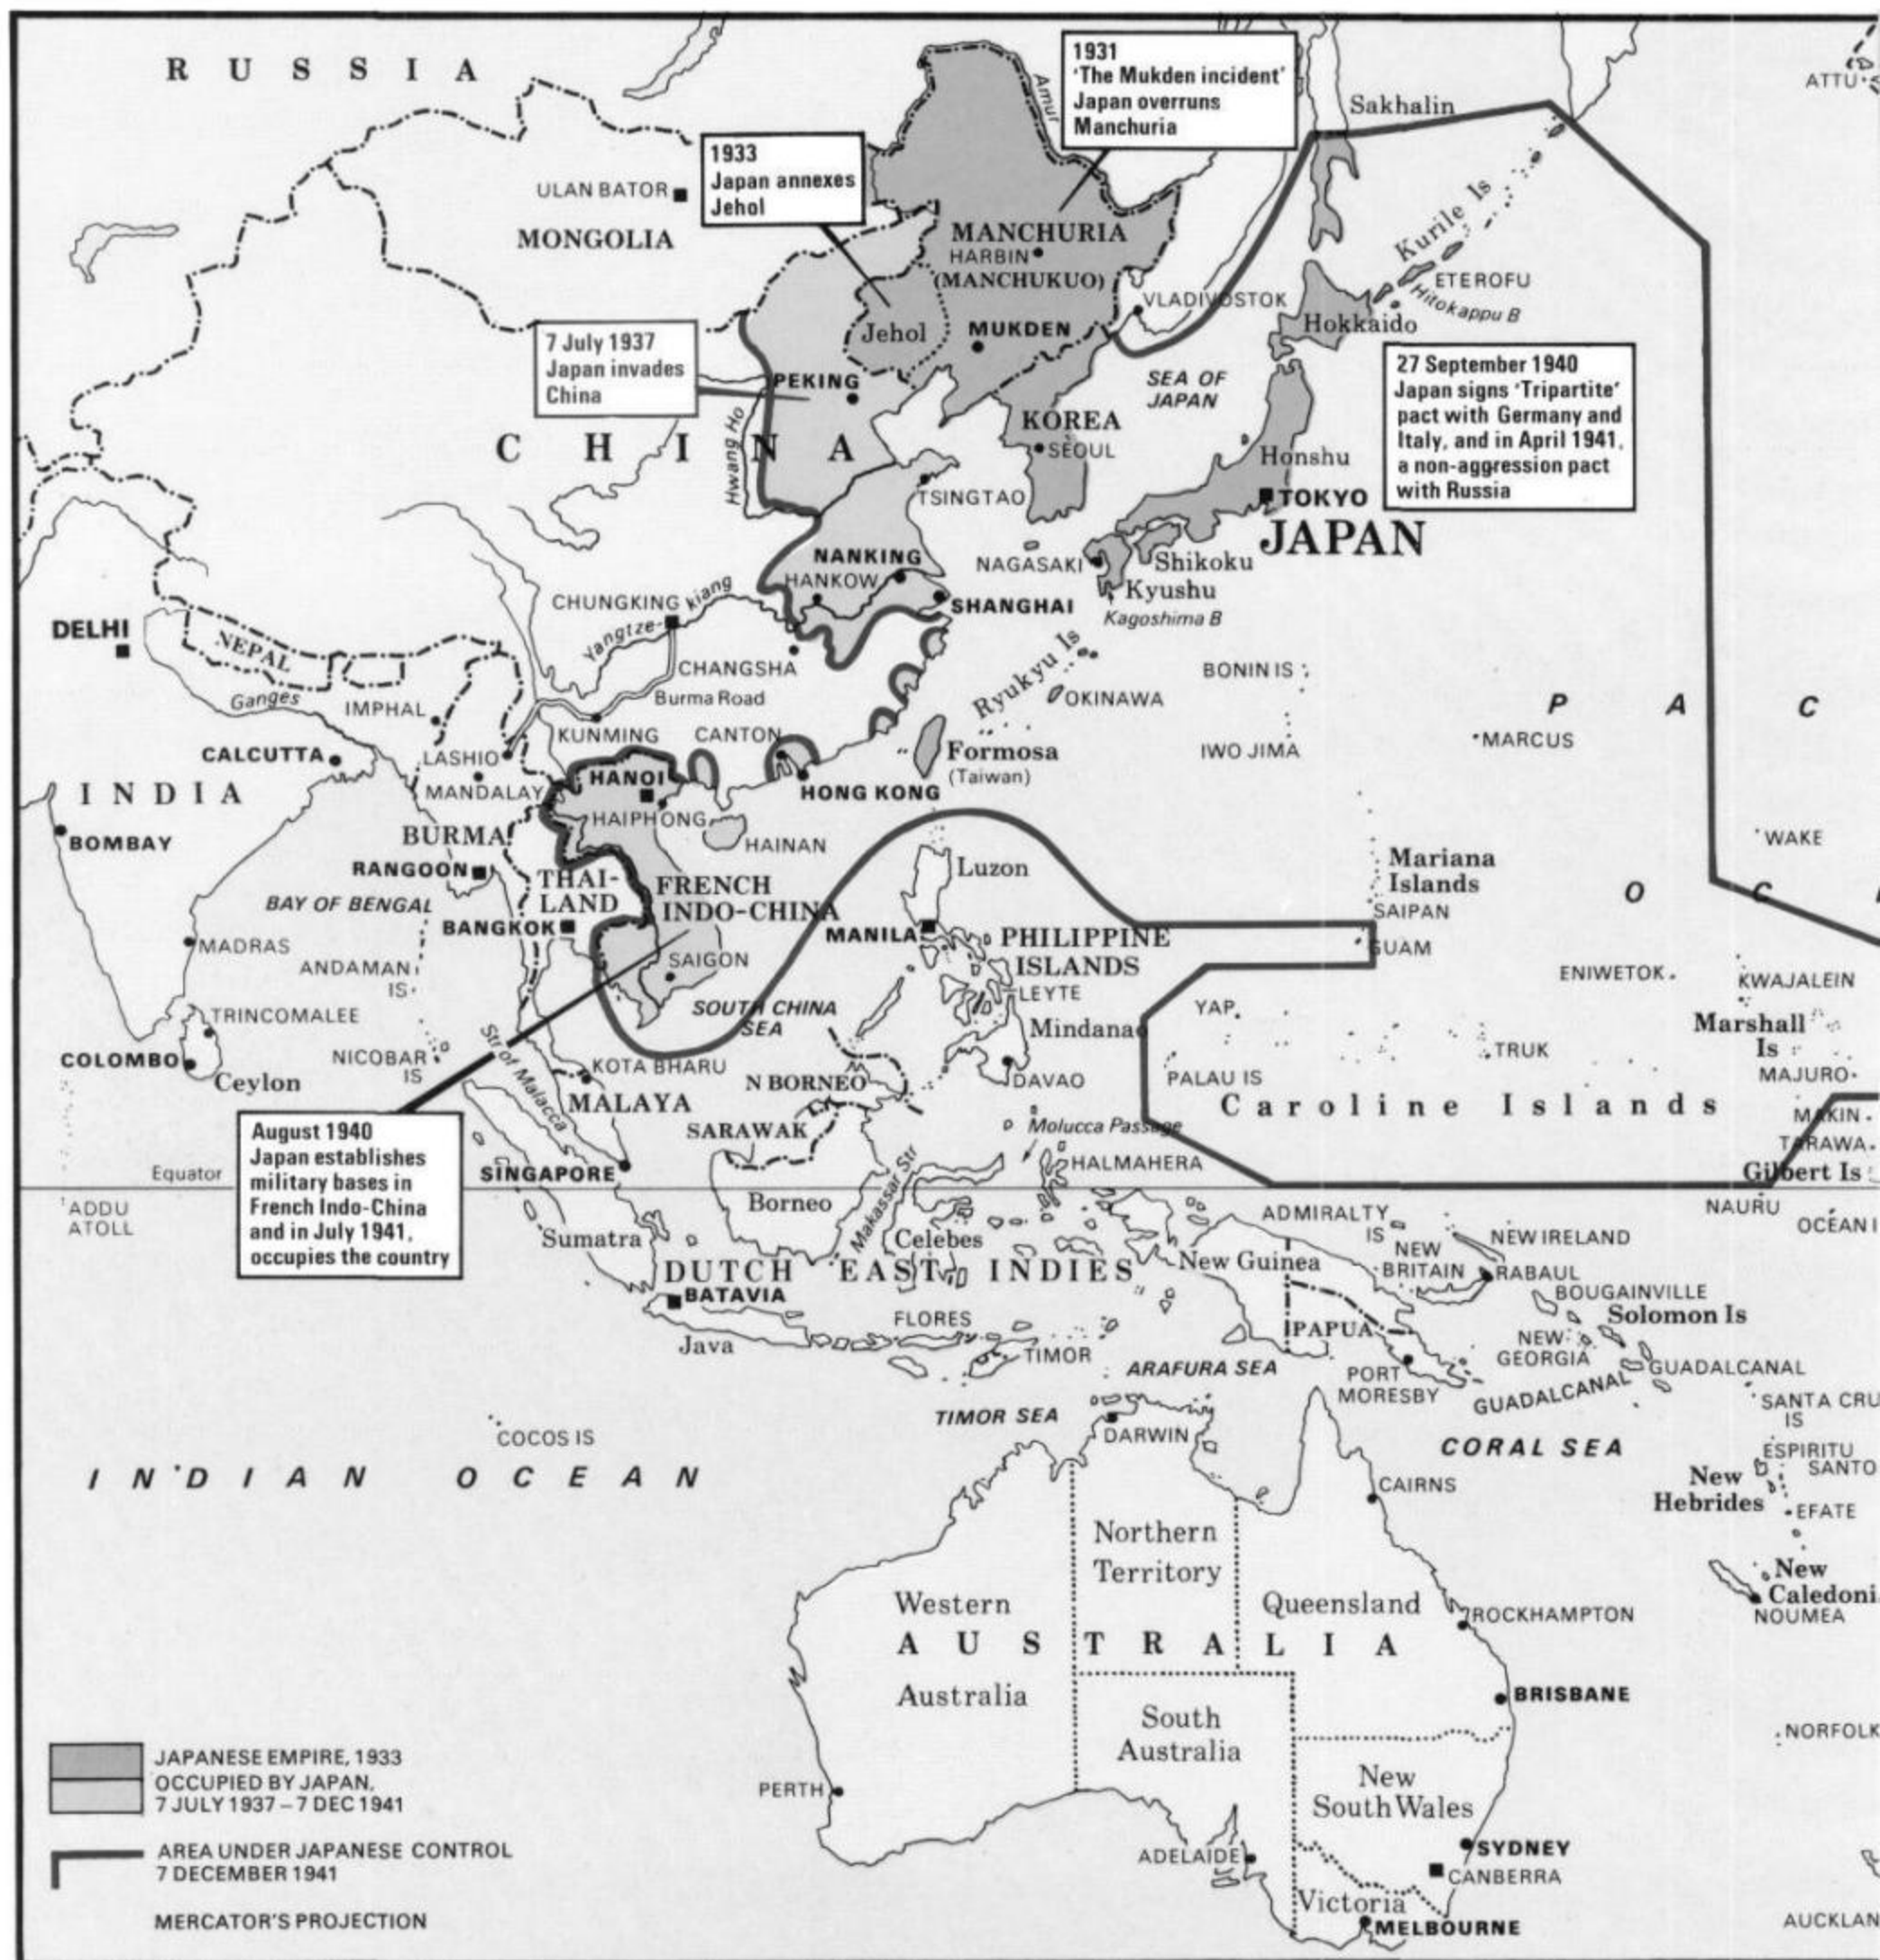 RUSSIA
1931
'The Mukden incident'
Japan overruns
Manchuria
Amur
Sakhalin
ATTU
1933
Japan annexes
Jehol
ULAN BATOR
MONGOLIA
MANCHURIA
HARBIN
(MANCHUKUO)
Kurile Is
ETEROFU
Hitokappu B
VLADIVOSTOK
Hokkaido
Jehol
MUKDEN
7 July 1937
Japan invades
China
PEKING
SEA OF
JAPAN
27 September 1940
Japan signs 'Tripartite'
pact with Germany and
Italy, and in April 1941,
a non-aggression pact
with Russia
KOREA
SEOUL
CHINA
Hwang Ho
Honshu
TSINGTAO
TOKYO
JAPAN
NANKING
HANKOW
NAGASAKI
Shikoku
Kyushu
Kagoshima B
CHUNGKING
Yangtze-kiang
SHANGHAI
DELHI
NEPAL
Ganges
IMPHAL
CHANGSHA
Burma Road
BONIN IS
Ryukyu Is
OKINAWA
P A C
KUNMING
CANTON
CALCUTTA
LASHIO
IWO JIMA
MARCUS
Formosa
(Taiwan)
HANOI
HONG KONG
INDIA
MANDALAY
HAIPHONG
HAINAN
BOMBAY
BURMA
WAKE
RANGOON
THAI-
LAND
FRENCH
INDO-CHINA
Luzon
Mariana
Islands
SAIPAN
O C
BAY OF BENGAL
BANGKOK
MANILA
PHILIPPINE
ISLANDS
GUAM
MADRAS
ANDAMAN
IS
SAIGON
LEYTE
ENIWETOK
KWAJALEIN
TRINCOMALEE
SOUTH CHINA
SEA
YAP
Mindanao
Marshall
Is
COLOMBO
Ceylon
NICOBAR
IS
Str of Malacca
KOTA BHARU
N BORNEO
DAVAO
PALAU IS
TRUK
MAJURO
Caroline Islands
MALAYA
SARAWAK
Molucca Passage
MAKIN
TARAWA
Gilbert Is
August 1940
Japan establishes
military bases in
French Indo-China
and in July 1941,
occupies the country
Equator
SINGAPORE
HALMAHERA
Makassar Str
Borneo
ADDU
ATOLL
NAURU
OCEAN I
Sumatra
Celebes
New Guinea
ADMIRALTY
IS
NEW IRELAND
NEW
BRITAIN
RABAUL
DUTCH EAST INDIES
BATAVIA
BOUGAINVILLE
Solomon Is
FLORES
Java
PAPUA
NEW
GEORGIA
TIMOR
ARAFURA SEA
PORT
MORESBY
GUADALCANAL
GUADALCANAL
SANTA CRU
IS
TIMOR SEA
DARWIN
COCOS IS
CORAL SEA
ESPIRITU
SANTO
INDIAN OCEAN
New
Hebrides
EFATE
CAIRNS
Northern
Territory
New
Caledoni
NOUMEA
Western
Australia
Queensland
ROCKHAMPTON
AUSTRALIA
BRISBANE
South
Australia
NORFOLK
JAPANESE EMPIRE, 1933
OCCUPIED BY JAPAN,
7 JULY 1937 – 7 DEC 1941
New
South Wales
PERTH
AREA UNDER JAPANESE CONTROL
7 DECEMBER 1941
SYDNEY
ADELAIDE
CANBERRA
Victoria
MERCATOR'S PROJECTION
MELBOURNE
AUCKLAN